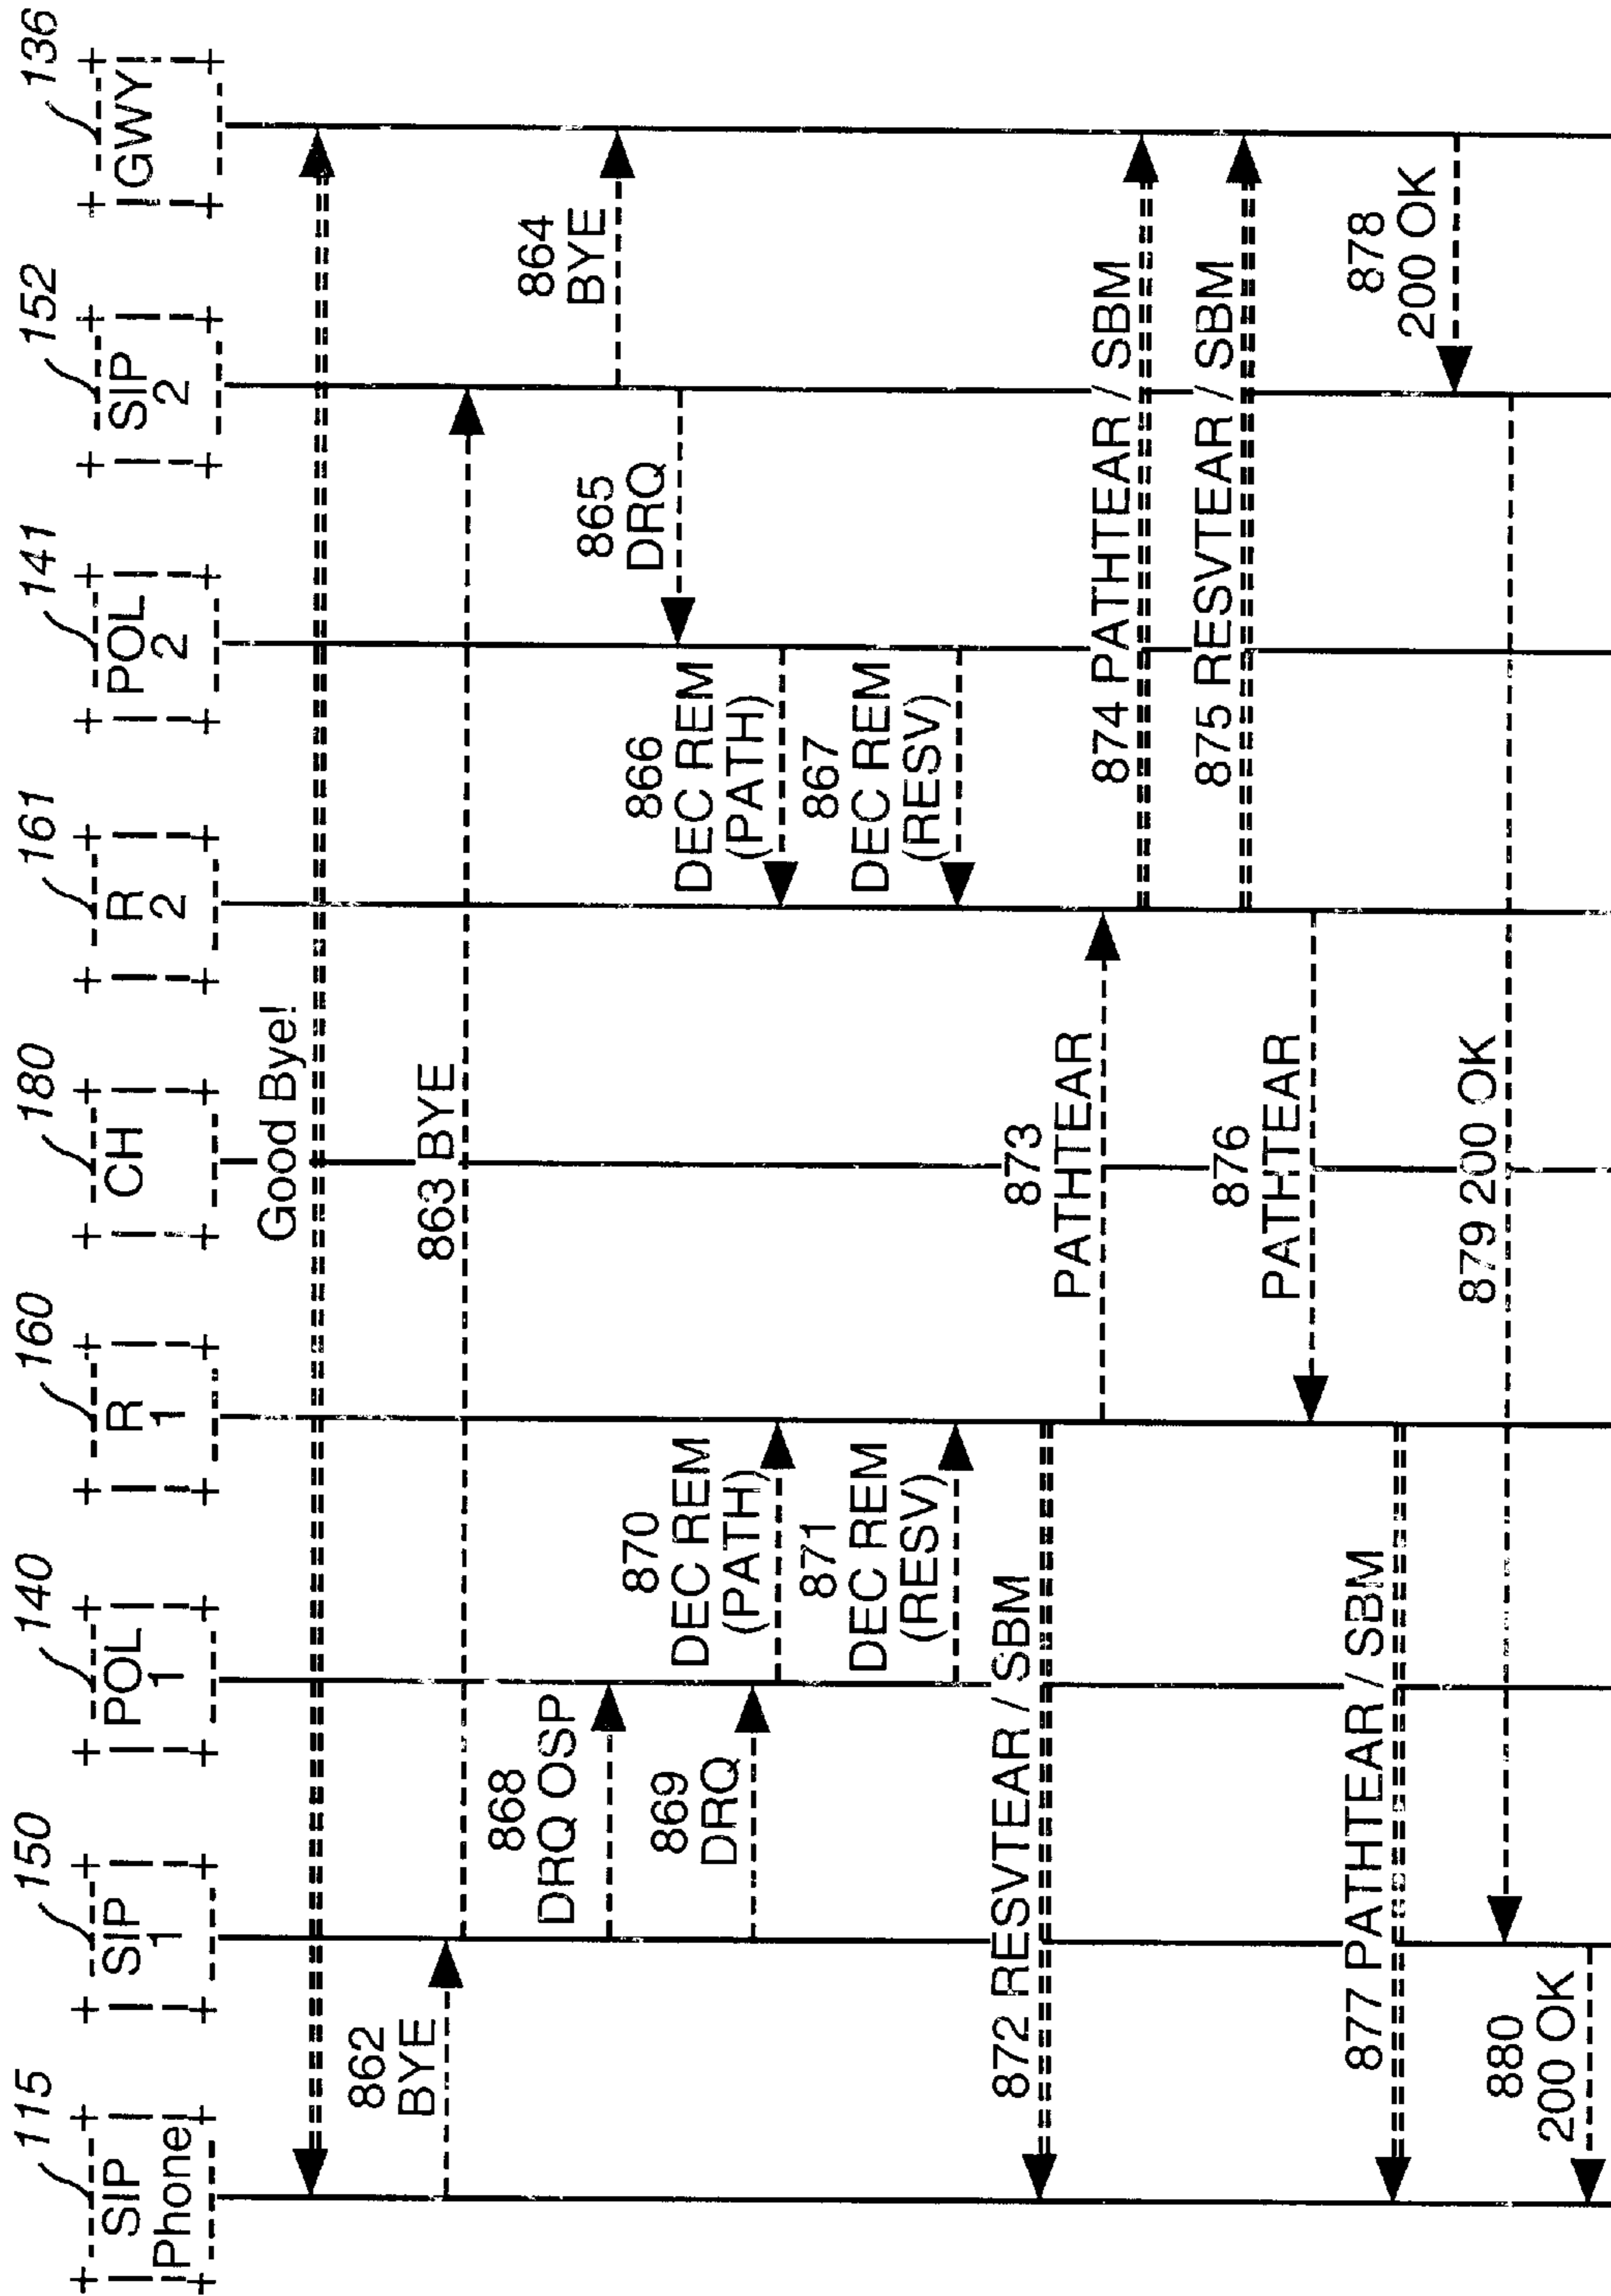 115
150
140
160
180
161
141
152
136
SIP
Phone
SIP
1
POL
1
R
1
CH
R
2
POL
2
SIP
2
GWY
Good Bye!
862
BYE
863 BYE
864
BYE
868
DRQ OSP
865
DRQ
869
DRQ
870
DEC REM
(PATH)
866
DEC REM
(PATH)
871
DEC REM
(RESV)
867
DEC REM
(RESV)
872 RESVTEAR / SBM
873
PATHTEAR
874 PATHTEAR / SBM
875 RESVTEAR / SBM
876
PATHTEAR
877 PATHTEAR / SBM
878
200 OK
879 200 OK
880
200 OK